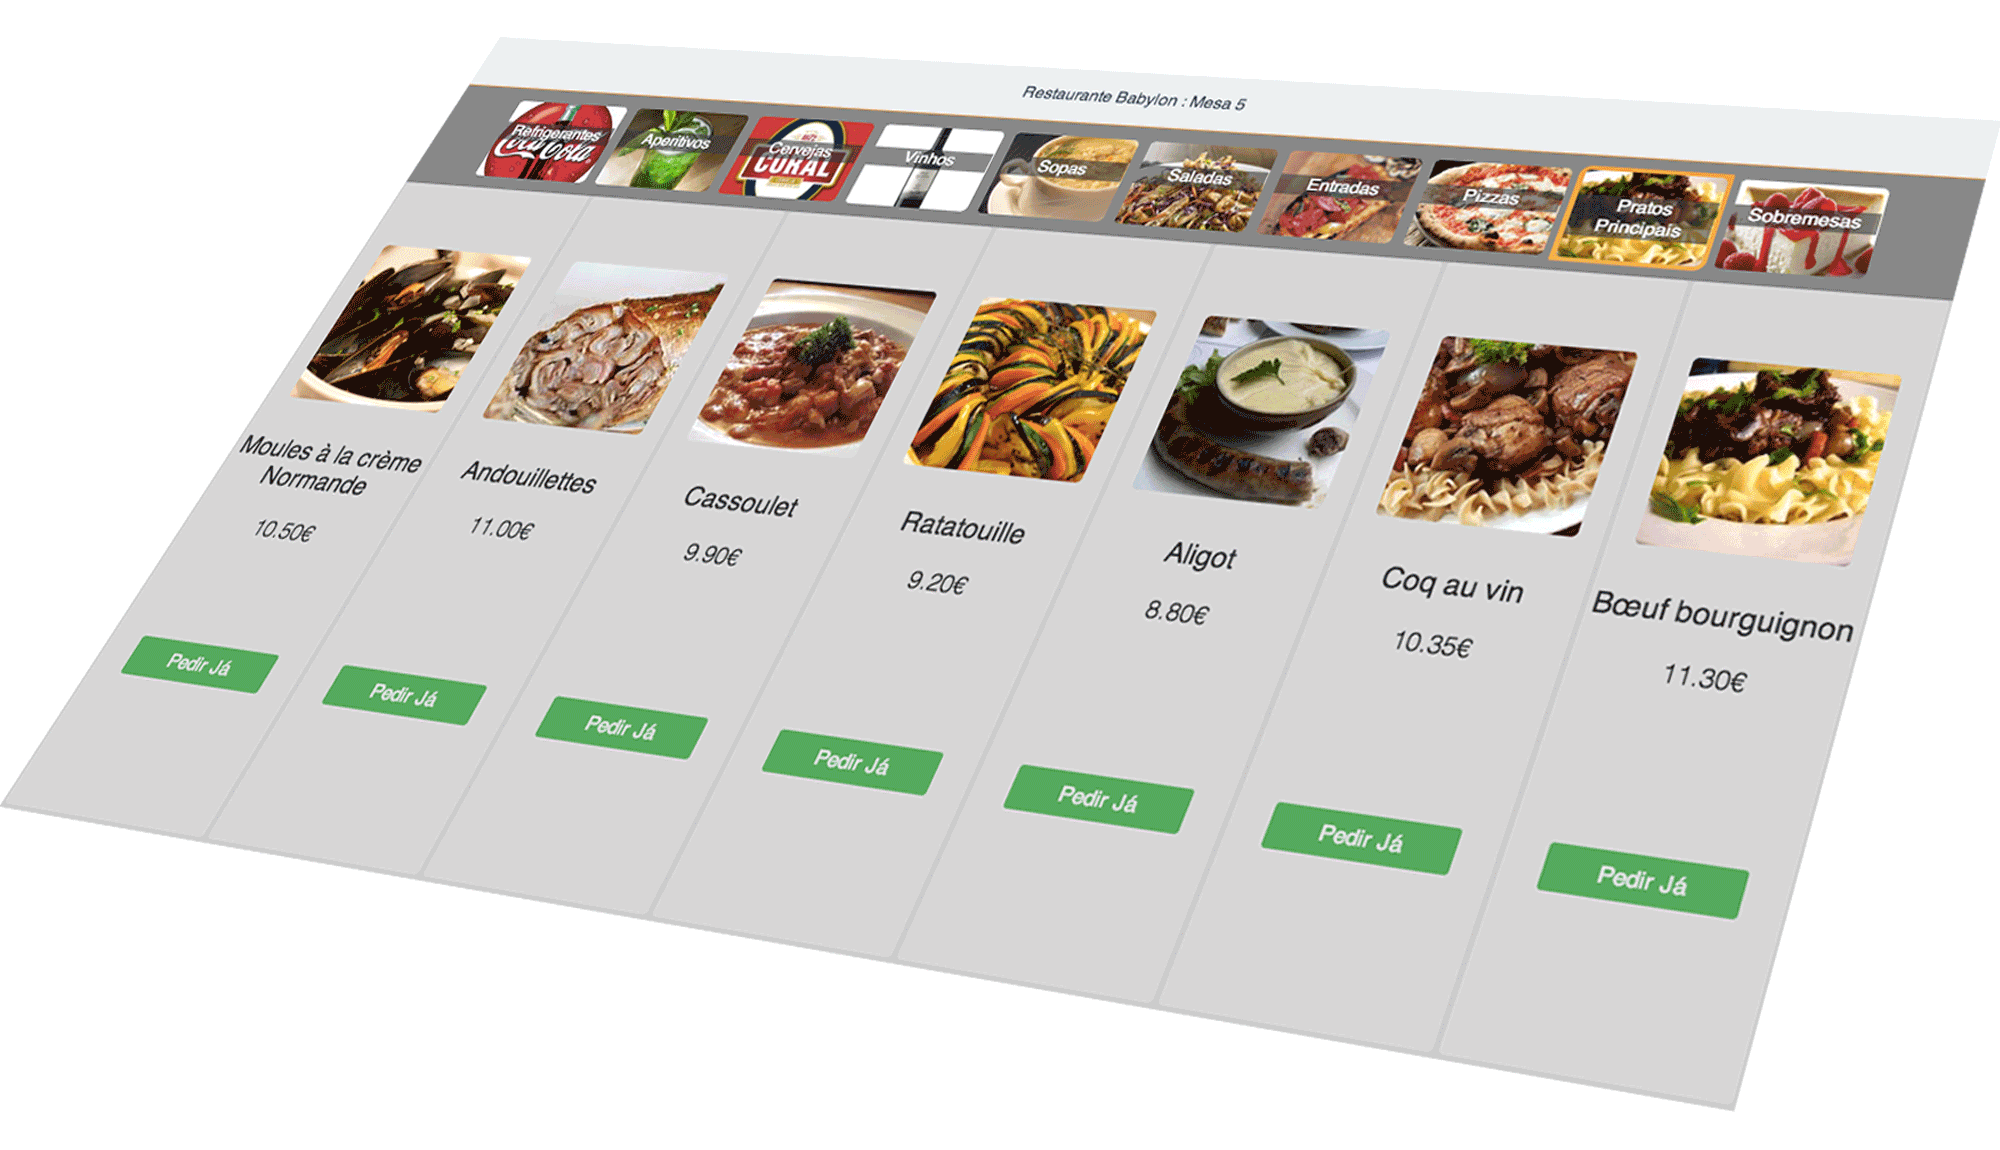 Restaurante Babylon : Mesa 5
Refrigerantes
Coca Cola
Aperitivos
Cervejas
CORAL
Vinhos
Sopas
Saladas
Entradas
Pizzas
Pratos
Principais
Sobremesas
Moules à la crème
Normande
10.50€
Pedir Já
Andouillettes
11.00€
Pedir Já
Cassoulet
9.90€
Pedir Já
Ratatouille
9.20€
Pedir Já
Aligot
8.80€
Pedir Já
Coq au vin
10.35€
Pedir Já
Bœuf bourguignon
11.30€
Pedir Já